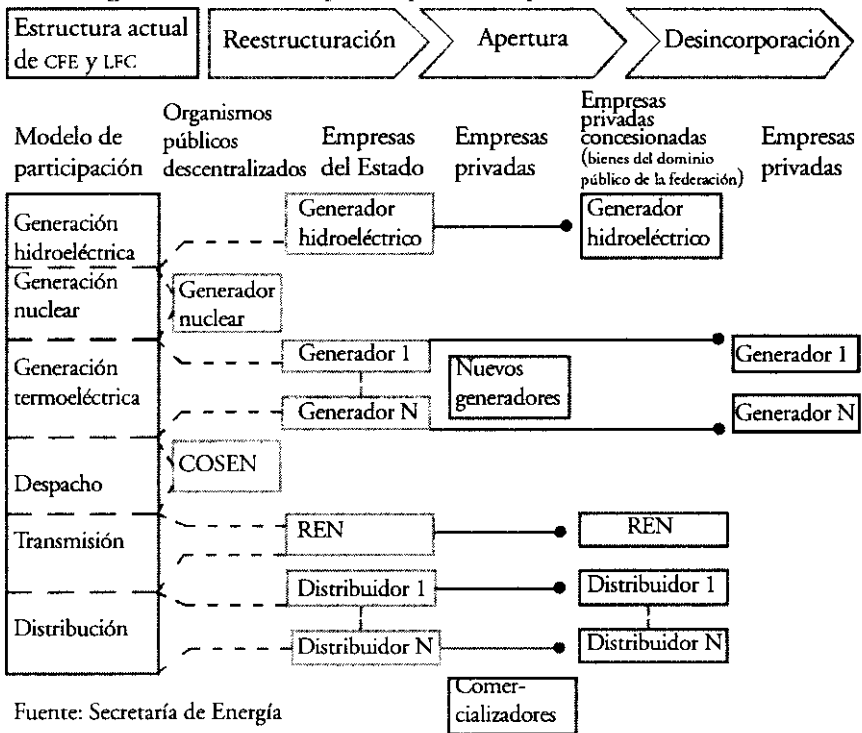 Estructura actual
de CFE y LFC
Reestructuración
Apertura
Desincorporación
Modelo de
participación
Organismos
públicos
descentralizados
Empresas
del Estado
Empresas
privadas
Empresas
privadas
concesionadas
(bienes del dominio
público de la federación)
Empresas
privadas
Generación
hidroeléctrica
Generador
hidroeléctrico
Generador
hidroeléctrico
Generación
nuclear
Generador
nuclear
Generación
termoeléctrica
Generador 1
Generador N
Nuevos
generadores
Generador 1
Generador N
Despacho
COSEN
Transmisión
REN
REN
Distribución
Distribuidor 1
Distribuidor N
Distribuidor 1
Distribuidor N
Comer-
cializadores
Fuente: Secretaría de Energía